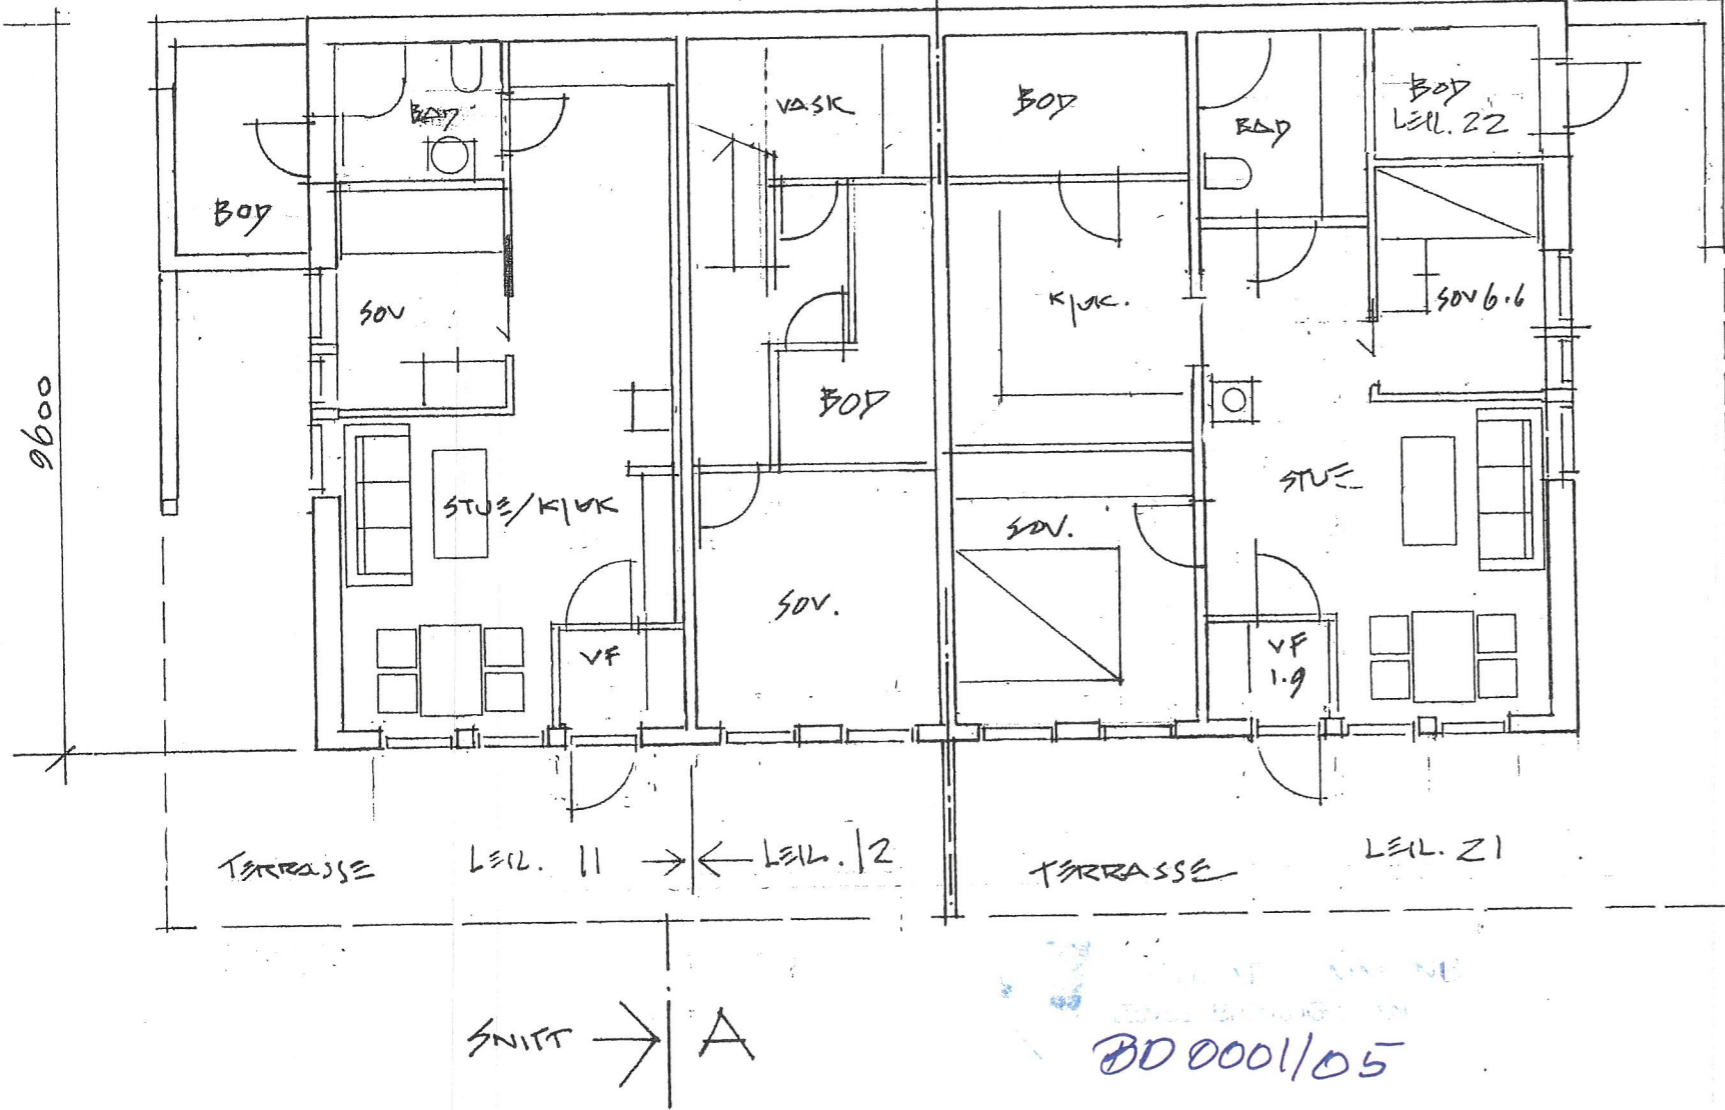 VASK
BOD
BOD
LEIL. 22
BAD
BAD
BOD
SOV
KJØK.
SOV 6.6
9600
BOD
STUE
STUE/KJØK
SOV.
SOV.
VF
VF
1.9
TERRASSE
LEIL. 11
LEIL. 12
TERRASSE
LEIL. 21
SNITT
A
BD 0001/05